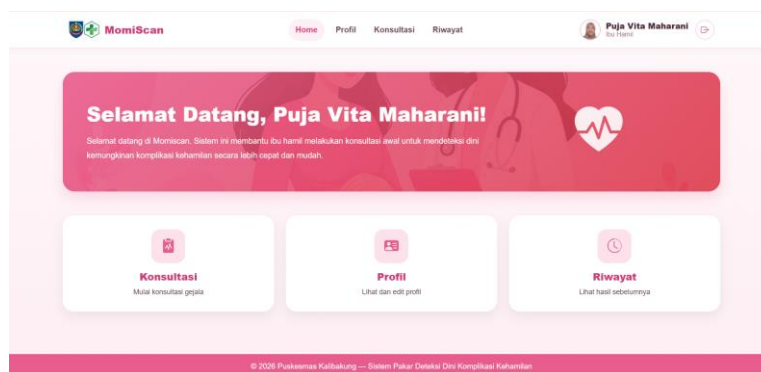 MomiScan
Home Profil Konsultasi Riwayat
Puja Vita Maharani
Ibu Hamil
Selamat Datang, Puja Vita Maharani!
Selamat datang di Momiscan. Sistem ini membantu ibu hamil melakukan konsultasi awal untuk mendeteksi dini
kemungkinan komplikasi kehamilan secara lebih cepat dan mudah.
Konsultasi
Mulai konsultasi gejala
Profil
Lihat dan edit profil
Riwayat
Lihat hasil sebelumnya
© 2026 Puskesmas Kalibakung — Sistem Pakar Deteksi Dini Komplikasi Kehamilan